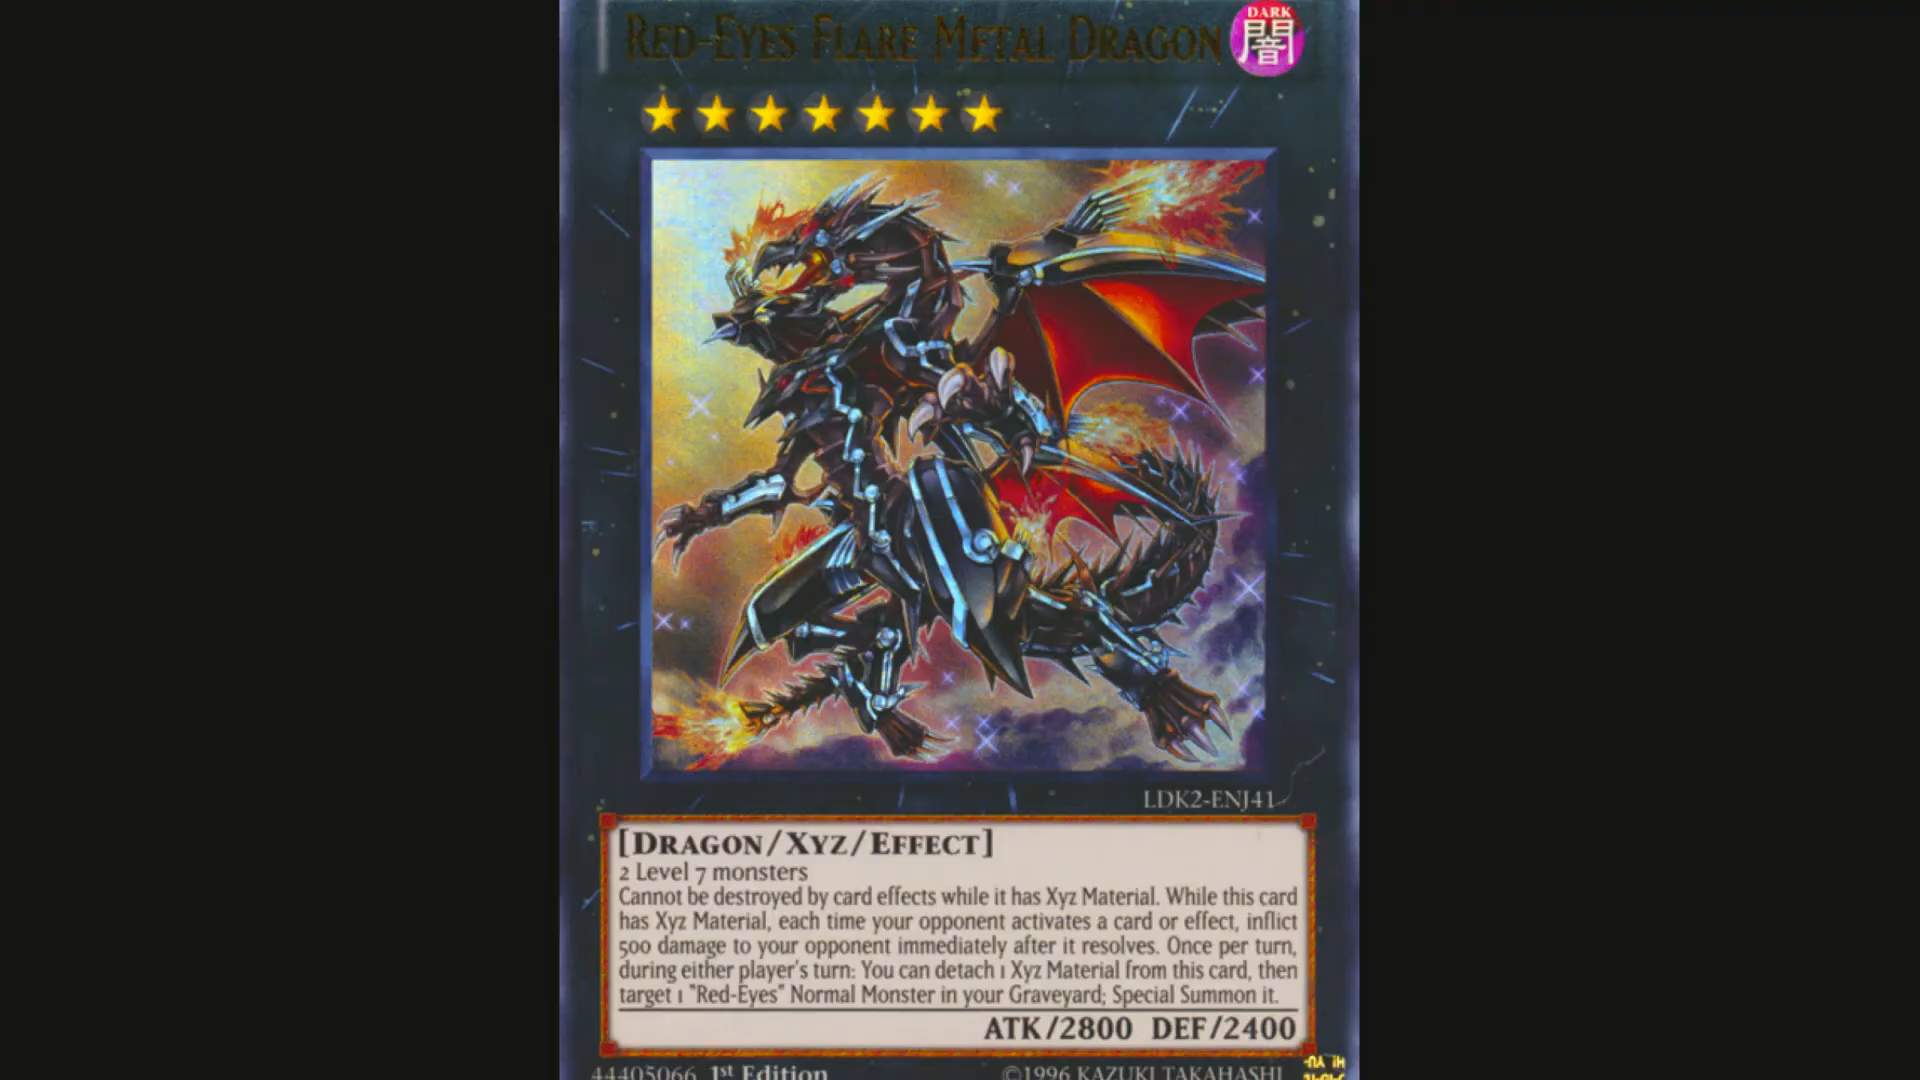 RED-EYES FLARE METAL DRAGON
DARK
闇
LDK2-ENJ41
[DRAGON/XYZ/EFFECT]
2 Level 7 monsters
Cannot be destroyed by card effects while it has Xyz Material. While this card
has Xyz Material, each time your opponent activates a card or effect, inflict
500 damage to your opponent immediately after it resolves. Once per turn,
during either player's turn: You can detach 1 Xyz Material from this card, then
target 1 "Red-Eyes" Normal Monster in your Graveyard; Special Summon it.
ATK/2800 DEF/2400
44405066 1st Edition
©1996 KAZUKI TAKAHASHI